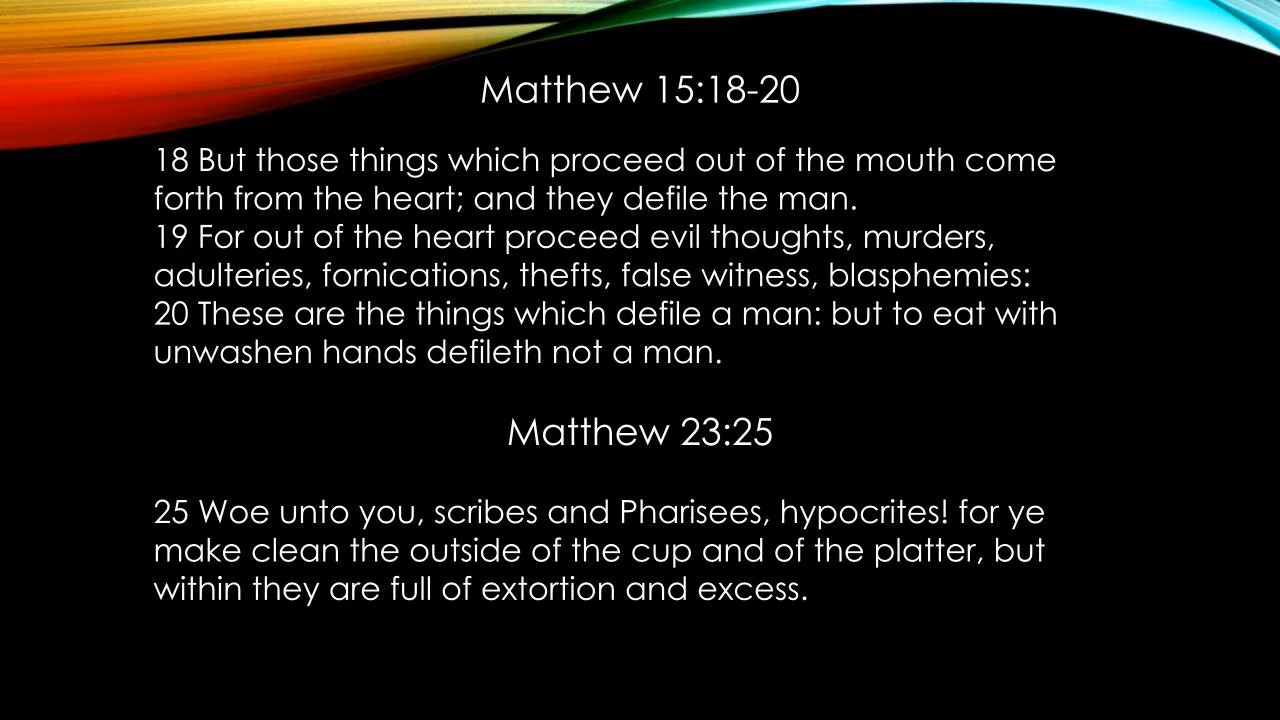 Matthew 15:18-20
18 But those things which proceed out of the mouth come
forth from the heart; and they defile the man.
19 For out of the heart proceed evil thoughts, murders,
adulteries, fornications, thefts, false witness, blasphemies:
20 These are the things which defile a man: but to eat with
unwashen hands defileth not a man.
Matthew 23:25
25 Woe unto you, scribes and Pharisees, hypocrites! for ye
make clean the outside of the cup and of the platter, but
within they are full of extortion and excess.